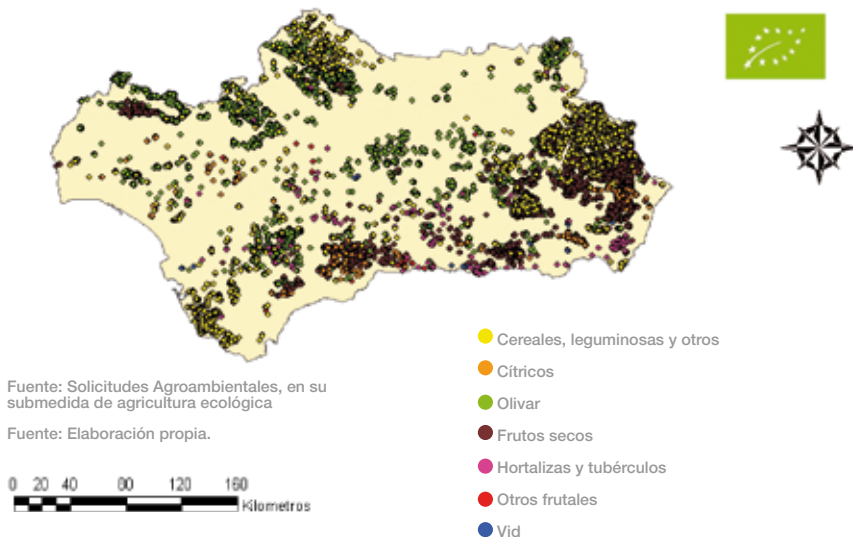 Cereales, leguminosas y otros
Cítricos
Olivar
Frutos secos
Hortalizas y tubérculos
Otros frutales
Vid
Fuente: Solicitudes Agroambientales, en su
submedida de agricultura ecológica
Fuente: Elaboración propia.
0 20 40 80 120 160
Kilometros